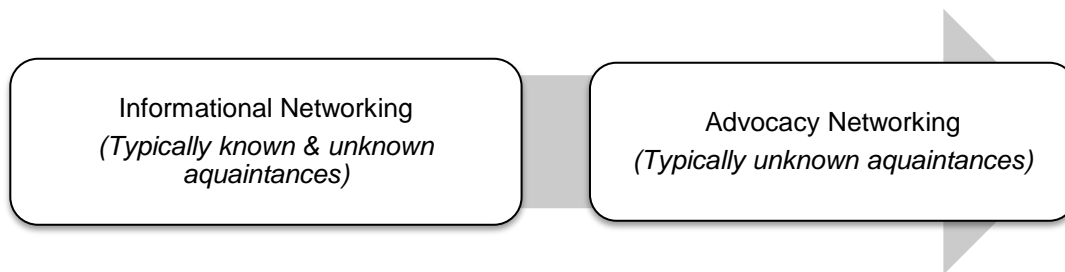 Informational Networking
(Typically known & unknown
aquaintances)
Advocacy Networking
(Typically unknown aquaintances)